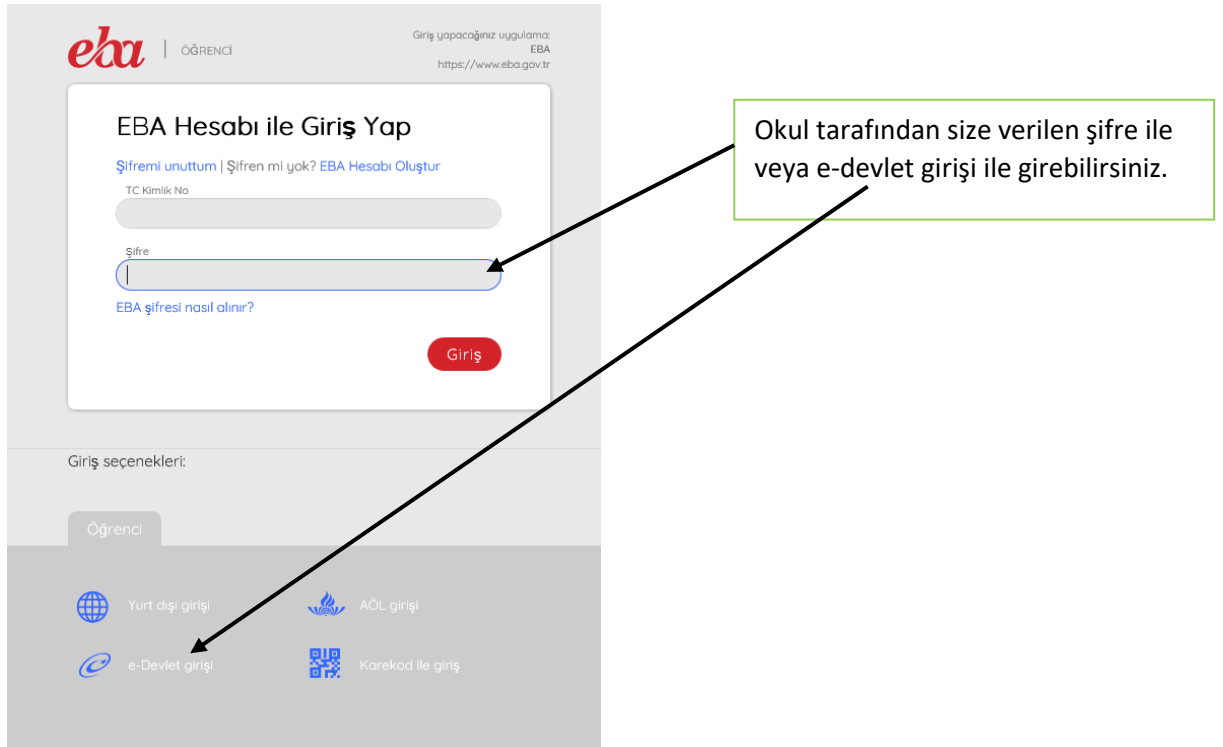 eba
ÖĞRENCİ
Giriş yapacağınız uygulama:
EBA
https://www.eba.gov.tr
EBA Hesabı ile Giriş Yap
Şifremi unuttum | Şifren mi yok? EBA Hesabı Oluştur
TC Kimlik No
Şifre
EBA şifresi nasıl alınır?
Giriş
Okul tarafından size verilen şifre ile
veya e-devlet girişi ile girebilirsiniz.
Giriş seçenekleri:
Öğrenci
Yurt dışı girişi
AÖL girişi
e-Devlet girişi
Karekod ile giriş